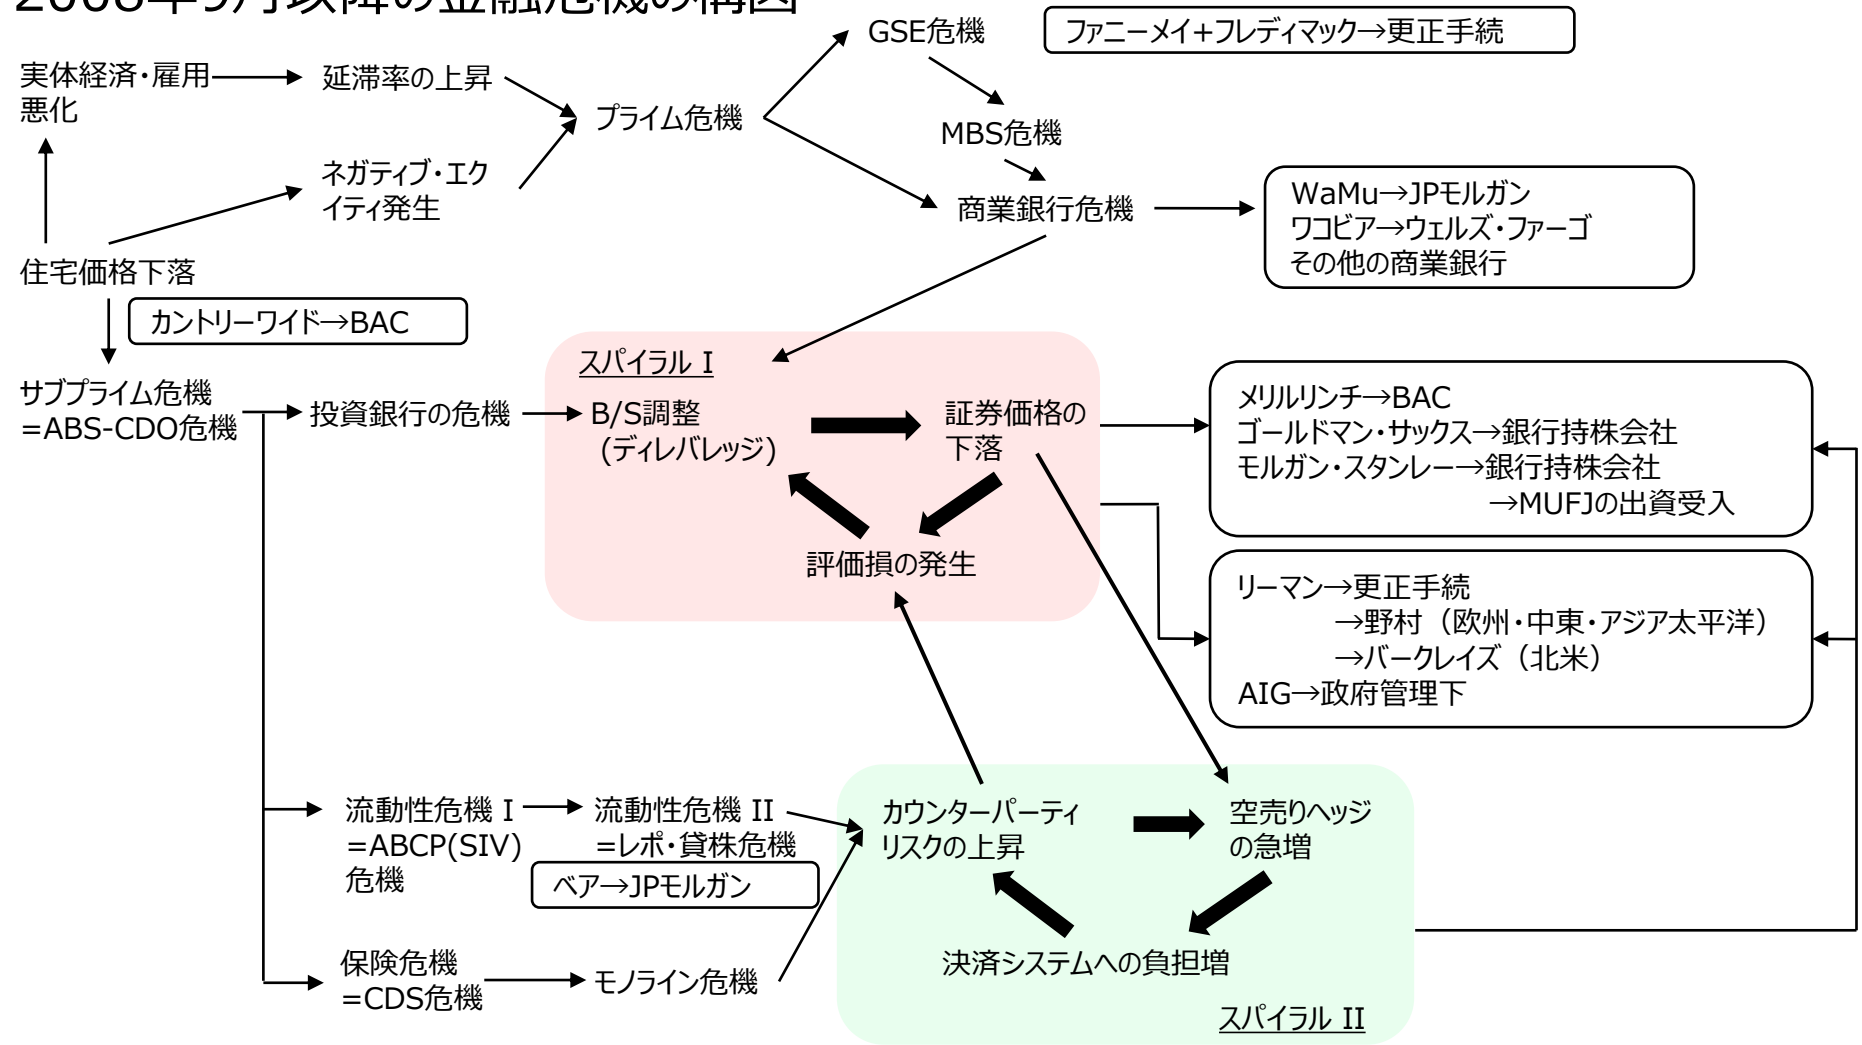 2008年9月以降の金融危機の構図
GSE危機
ファニーメイ+フレディマック→更正手続
実体経済・雇用
悪化
延滞率の上昇
プライム危機
MBS危機
ネガティブ・エク
イティ発生
商業銀行危機
WaMu→JPモルガン
ワコビア→ウェルズ・ファーゴ
その他の商業銀行
住宅価格下落
カントリーワイド→BAC
サブプライム危機
=ABS-CDO危機
投資銀行の危機
スパイラル I
B/S調整
(ディレバレッジ)
証券価格の
下落
評価損の発生
メリルリンチ→BAC
ゴールドマン・サックス→銀行持株会社
モルガン・スタンレー→銀行持株会社
→MUFJの出資受入
リーマン→更正手続
→野村（欧州・中東・アジア太平洋）
→バークレイズ（北米）
AIG→政府管理下
流動性危機 I
=ABCP(SIV)
危機
流動性危機 II
=レポ・貸株危機
ベア→JPモルガン
カウンターパーティ
リスクの上昇
空売りヘッジ
の急増
決済システムへの負担増
保険危機
=CDS危機
モノライン危機
スパイラル II